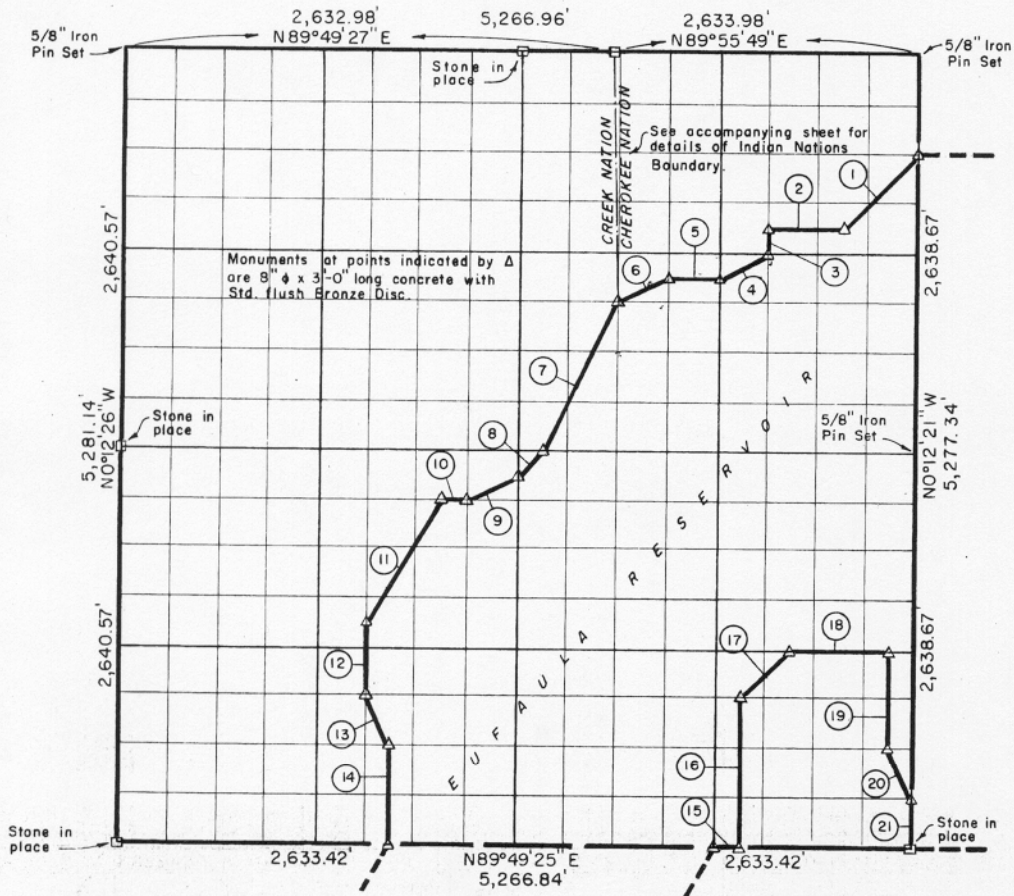 2,632.98' 5,266.96' 2,633.98'
5/8" Iron
Pin Set
N89°49'27"E
N89°55'49"E
5/8" Iron
Pin Set
Stone in
place
CREEK NATION
CHEROKEE NATION
See accompanying sheet for
details of Indian Nations
Boundary.
1
2
3
4
5
6
2,640.57'
2,638.67'
Monuments at points indicated by Δ
are 8" ϕ x 3'-0" long concrete with
Std. flush Bronze Disc.
7
5,281.14'
N0°12'26"W
Stone in
place
5/8" Iron
Pin Set
N0°12'21"W
5,277.34'
8
9
10
11
EUFAULA RESERVOIR
12
13
14
2,640.57'
2,638.67'
15
16
17
18
19
20
21
Stone in
place
Stone in
place
2,633.42' N89°49'25"E 2,633.42'
5,266.84'